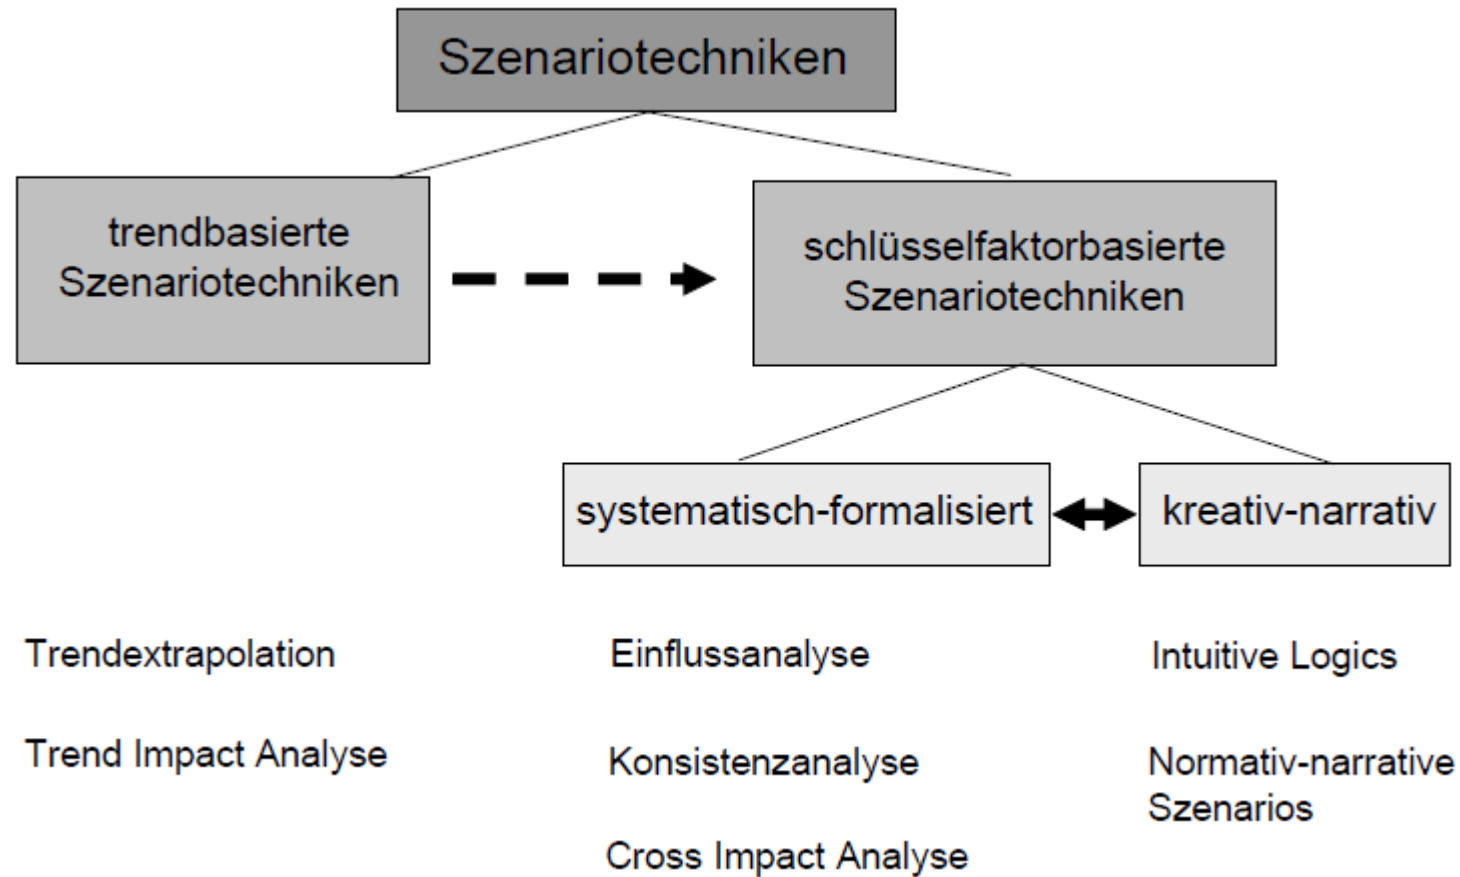 Szenariotechniken
trendbasierte
Szenariotechniken
schlüsselfaktorbasierte
Szenariotechniken
systematisch-formalisiert
kreativ-narrativ
Trendextrapolation
Trend Impact Analyse
Einflussanalyse
Konsistenzanalyse
Cross Impact Analyse
Intuitive Logics
Normativ-narrative
Szenarios